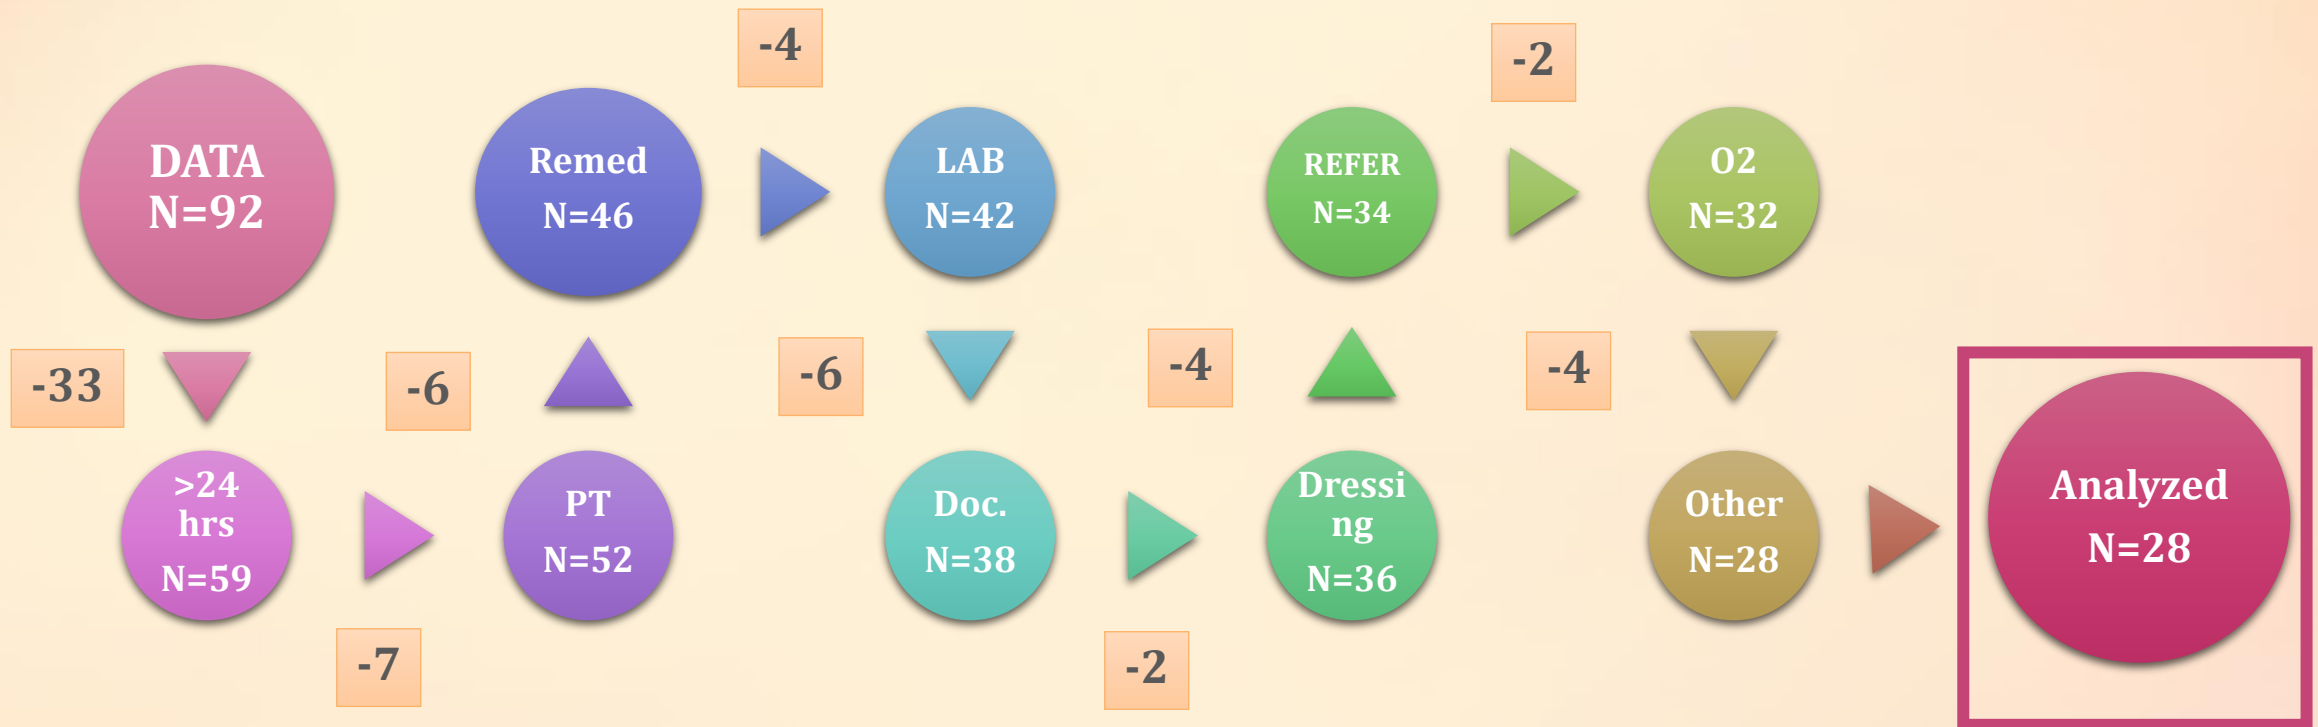 DATA
N=92
-33
>24
hrs
N=59
-7
PT
N=52
-6
Remed
N=46
-4
LAB
N=42
-6
Doc.
N=38
-2
Dressi
ng
N=36
-4
REFER
N=34
-2
O2
N=32
-4
Other
N=28
Analyzed
N=28